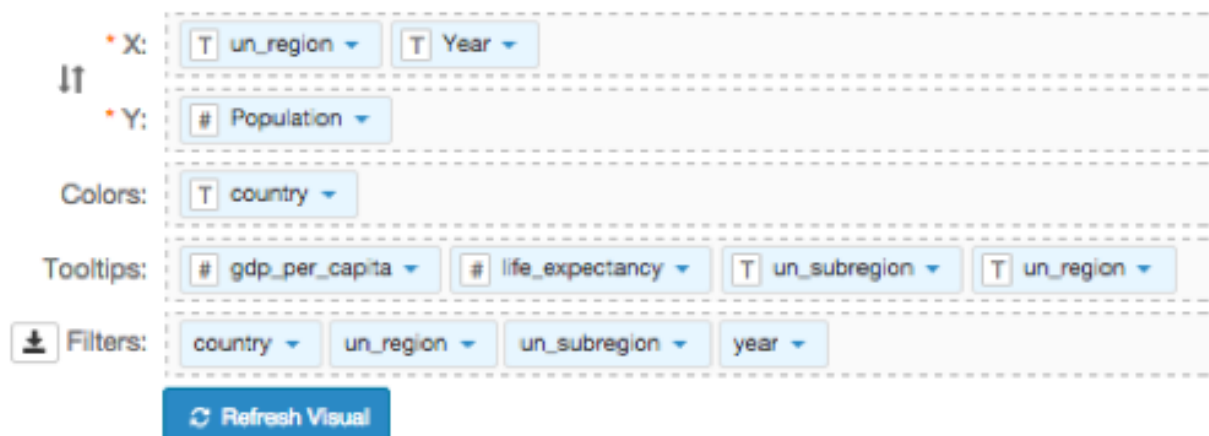 * X: T un_region T Year
* Y: # Population
Colors: T country
Tooltips: # gdp_per_capita # life_expectancy T un_subregion T un_region
Filters: country un_region un_subregion year
Refresh Visual